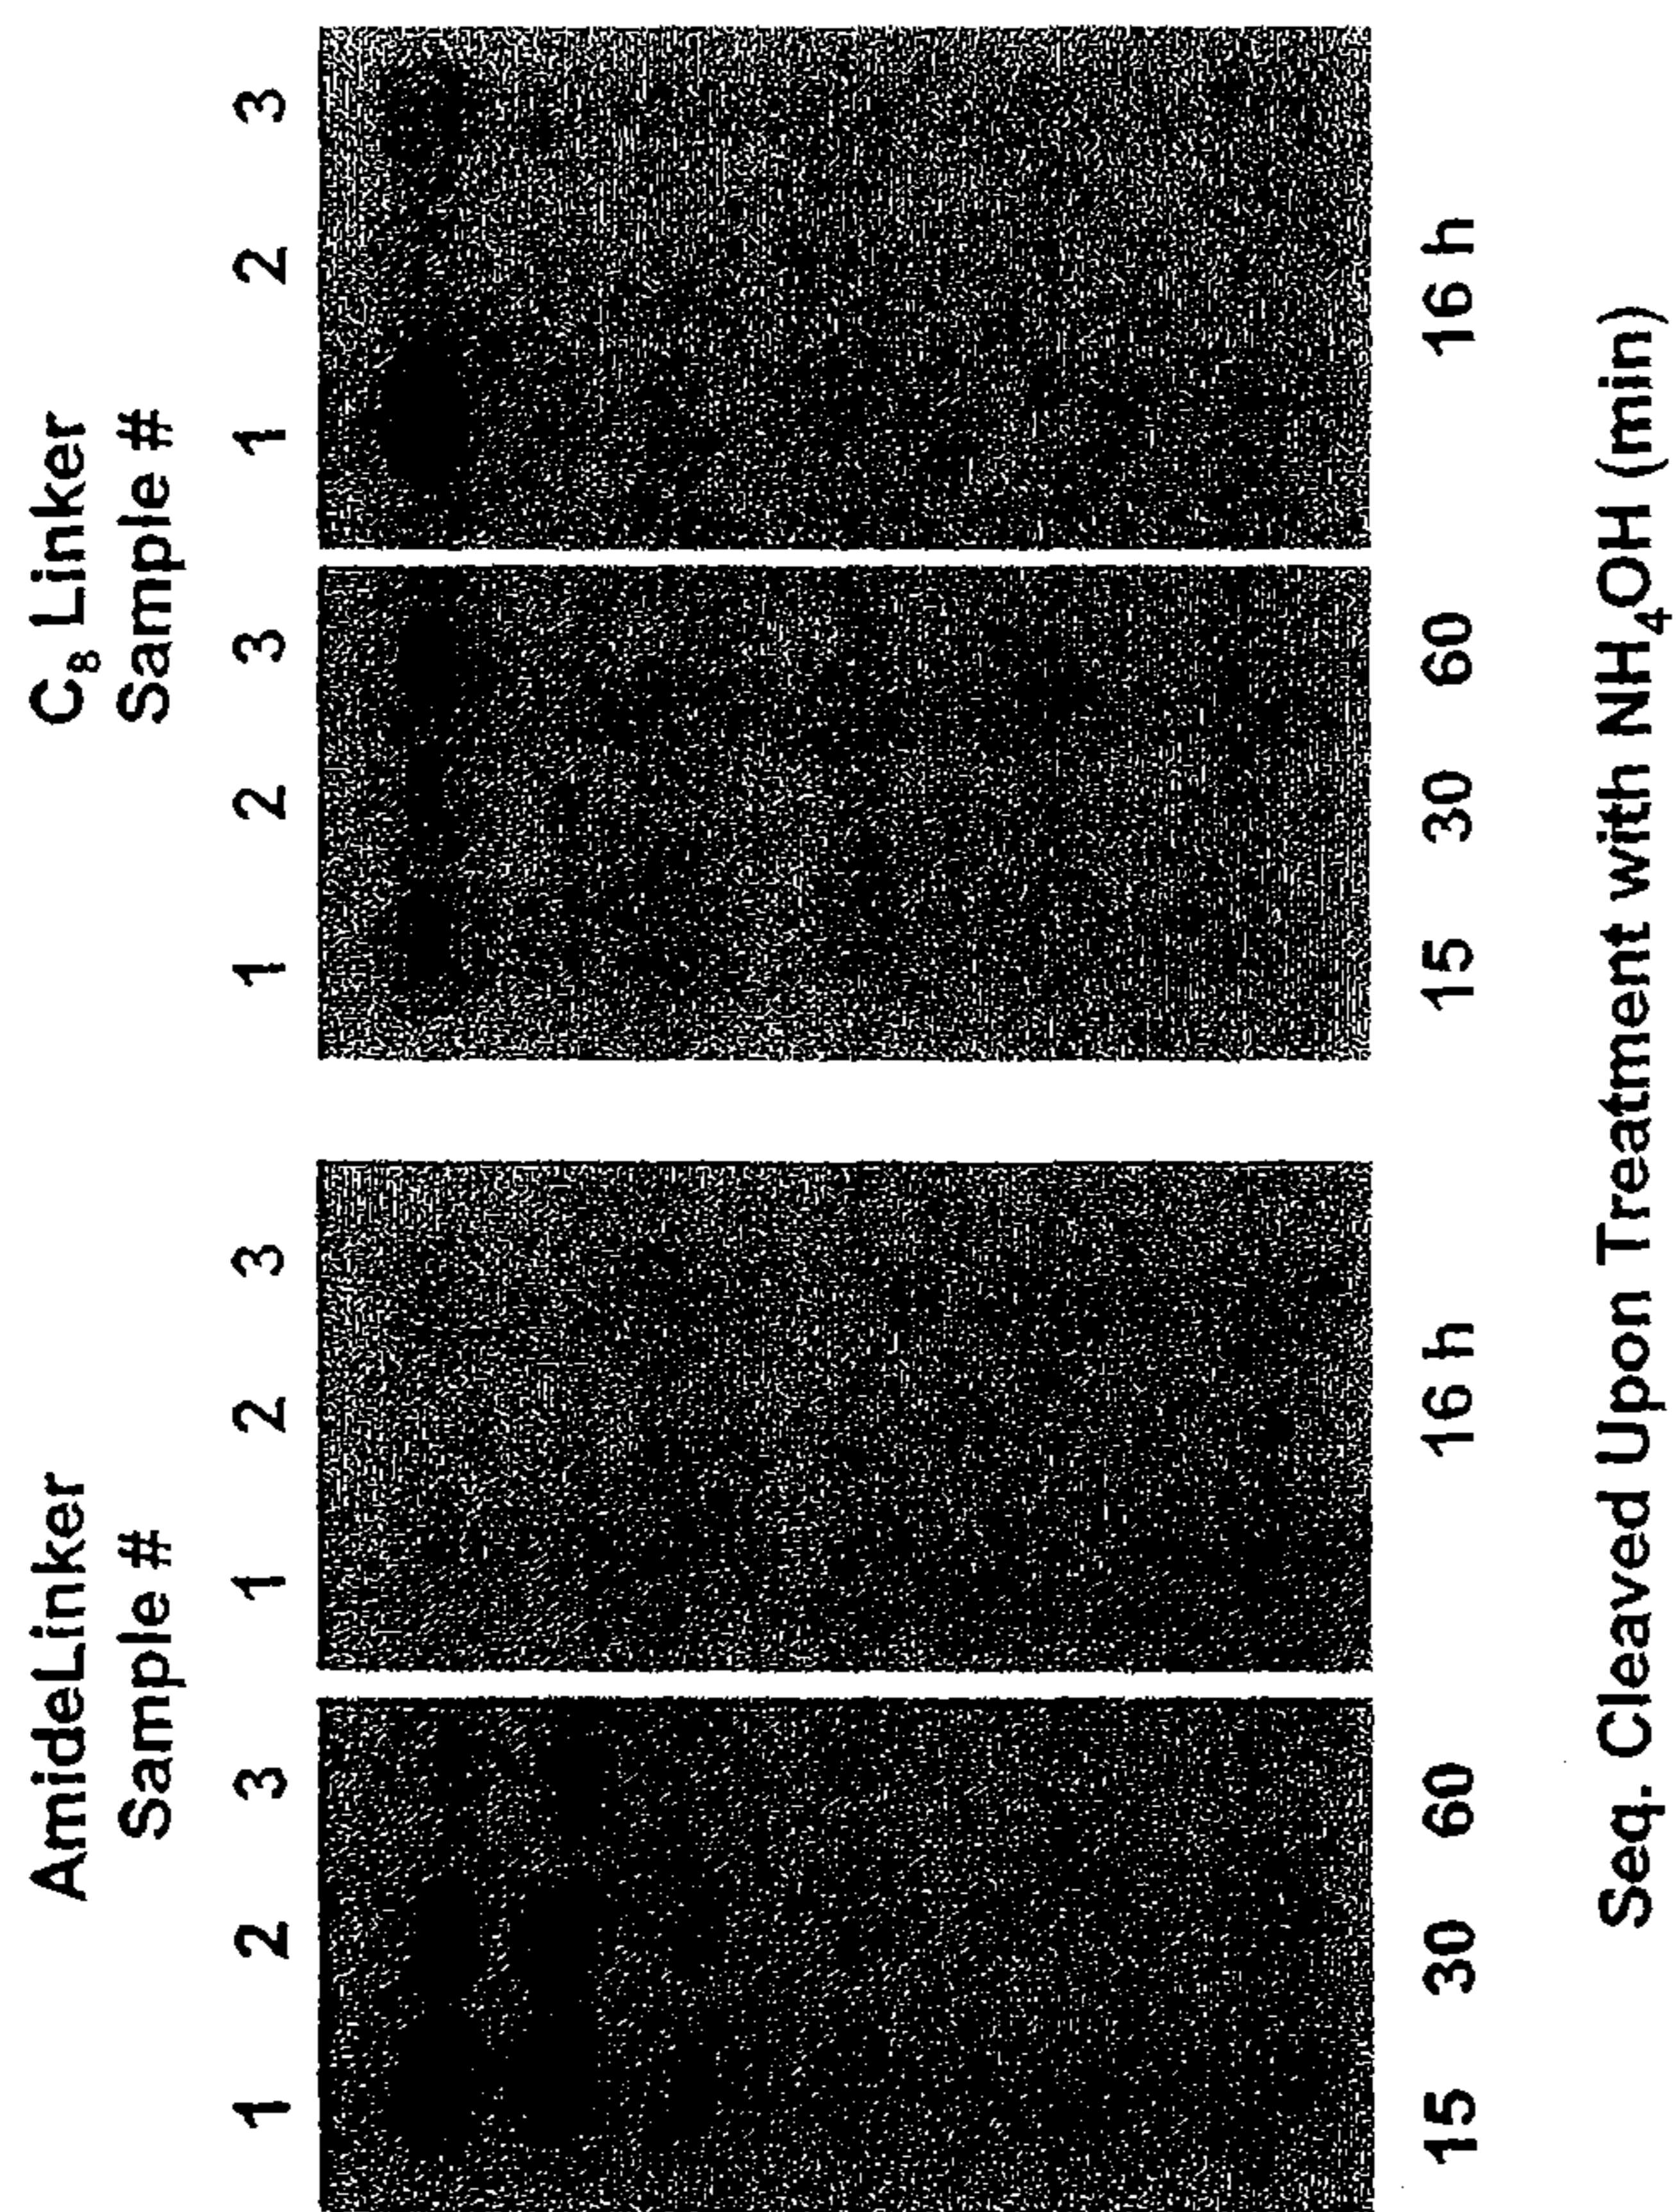 AmideLinker
Sample #
1 2 3 1 2 3
C₈ Linker
Sample #
1 2 3 1 2 3
15 30 60 16 h 15 30 60 16 h
Seq. Cleaved Upon Treatment with NH₄OH (min)